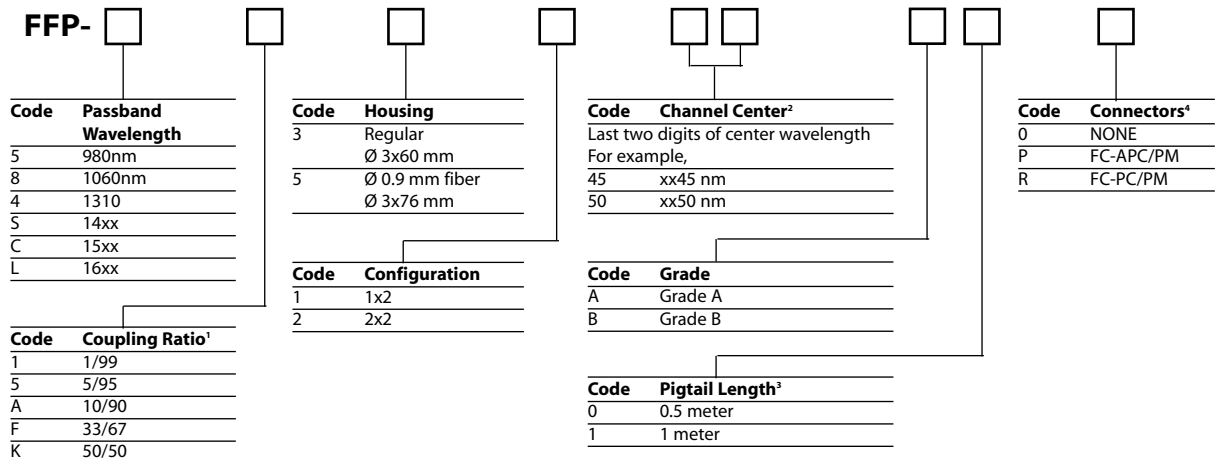 FFP-
Code Passband Wavelength
5 980nm
8 1060nm
4 1310
S 14xx
C 15xx
L 16xx
Code Coupling Ratio¹
1 1/99
5 5/95
A 10/90
F 33/67
K 50/50
Code Housing
3 Regular
Ø 3x60 mm
5 Ø 0.9 mm fiber
Ø 3x76 mm
Code Configuration
1 1x2
2 2x2
Code Channel Center²
Last two digits of center wavelength
For example,
45 xx45 nm
50 xx50 nm
Code Grade
A Grade A
B Grade B
Code Pigtail Length³
0 0.5 meter
1 1 meter
Code Connectors⁴
0 NONE
P FC-APC/PM
R FC-PC/PM